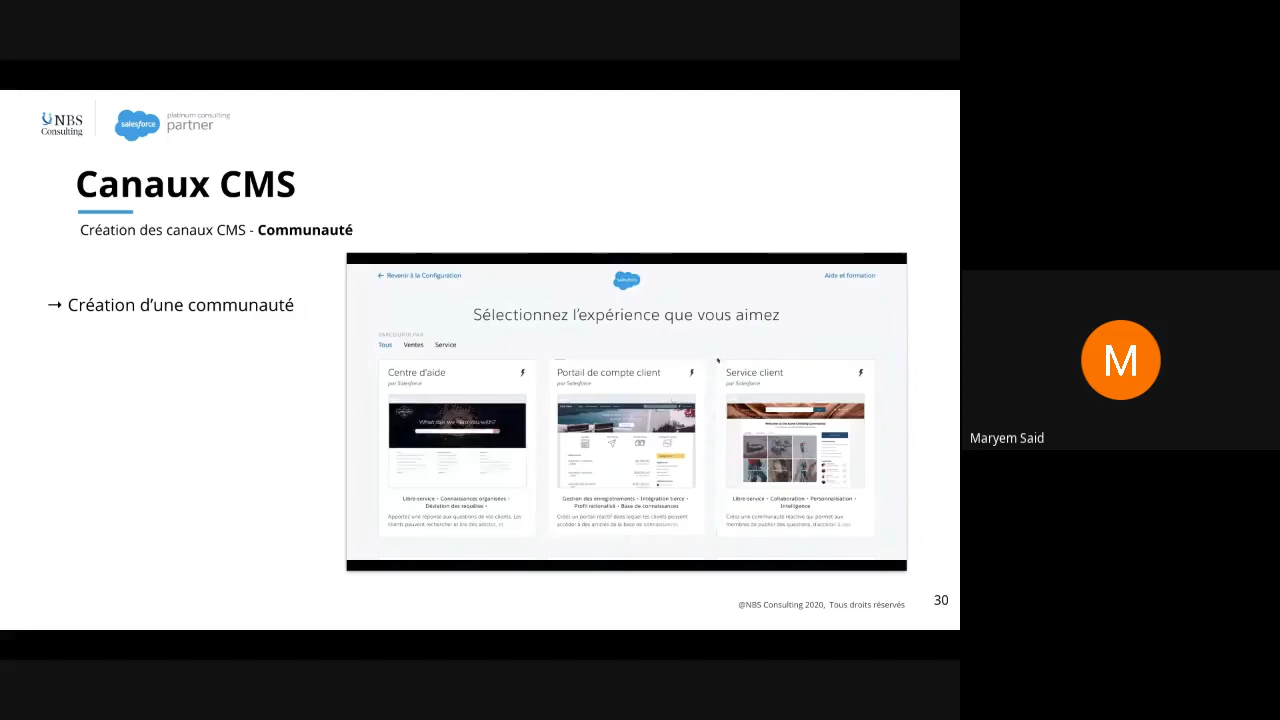 NBS
Consulting
salesforce
platinum consulting
partner
Canaux CMS
Création des canaux CMS - Communauté
→ Création d’une communauté
← Revenir à la Configuration
salesforce
Aide et formation
Sélectionnez l’expérience que vous aimez
PARCOURIR PAR
Tous Ventes Service
Centre d'aide
par Salesforce
Libre-service • Connaissances organisées •
Déviation des requêtes •
Apportez une réponse aux questions de vos clients. Les
clients peuvent rechercher et lire des articles, et
Portail de compte client
par Salesforce
Gestion des enregistrements • Intégration tierce •
Profil rationalisé • Base de connaissances
Créez un portail réactif dans lequel les clients peuvent
accéder à des articles de la base de connaissances
Service client
par Salesforce
Libre-service • Collaboration • Personnalisation •
Intelligence
Créez une communauté réactive qui permet aux
membres de publier des questions, d'accéder à
@NBS Consulting 2020, Tous droits réservés
30
M
Maryem Said